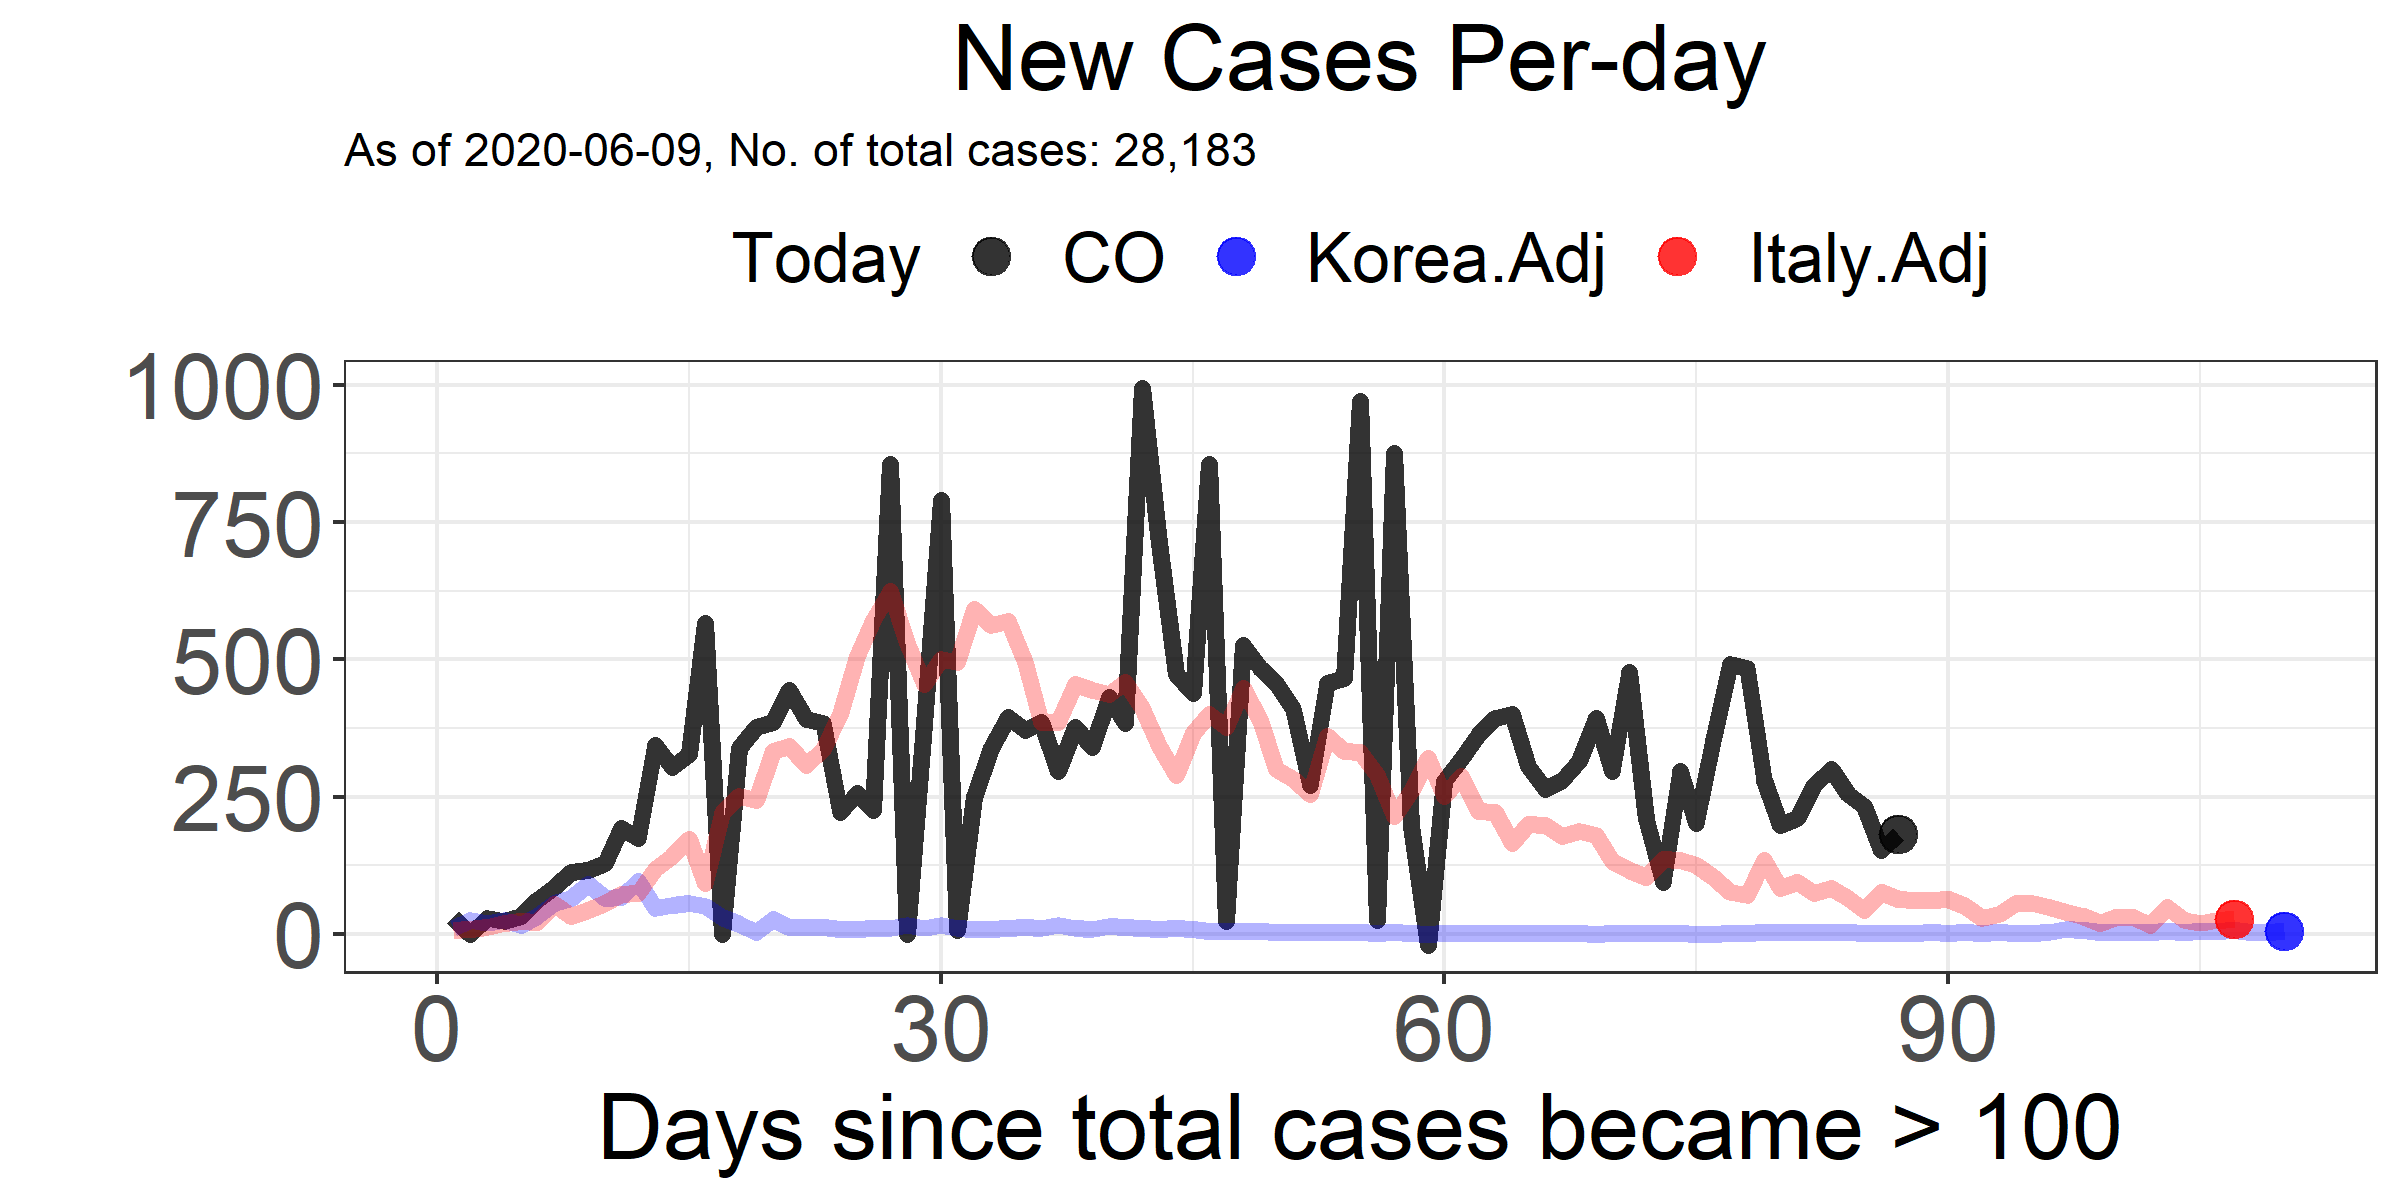 New Cases Per-day
As of 2020-06-09, No. of total cases: 28,183
Today CO Korea.Adj Italy.Adj
1000
750
500
250
0
0 30 60 90
Days since total cases became > 100